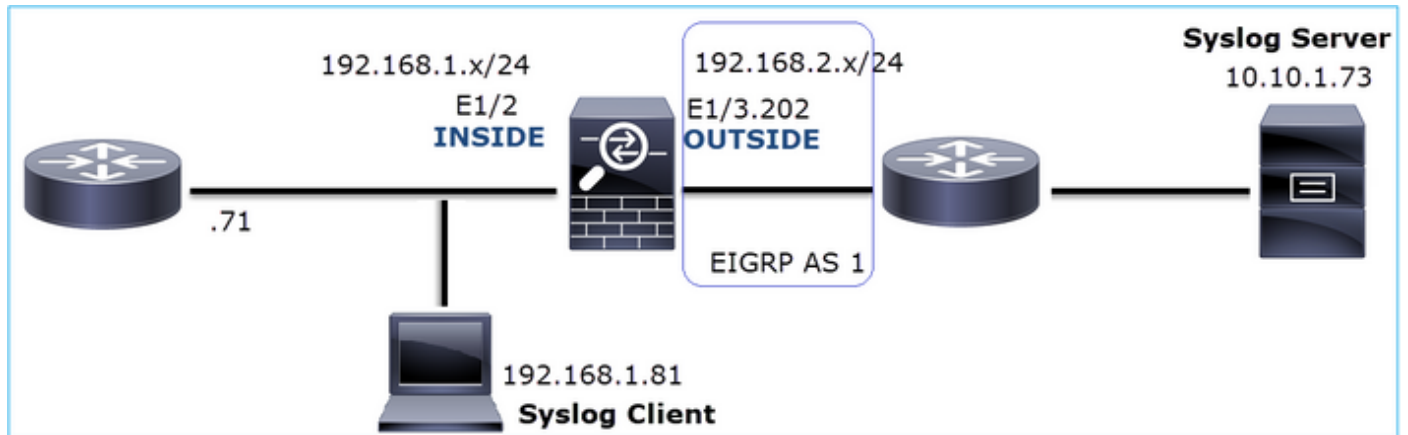 192.168.1.x/24
E1/2
INSIDE
192.168.2.x/24
E1/3.202
OUTSIDE
EIGRP AS 1
Syslog Server
10.10.1.73
.71
192.168.1.81
Syslog Client